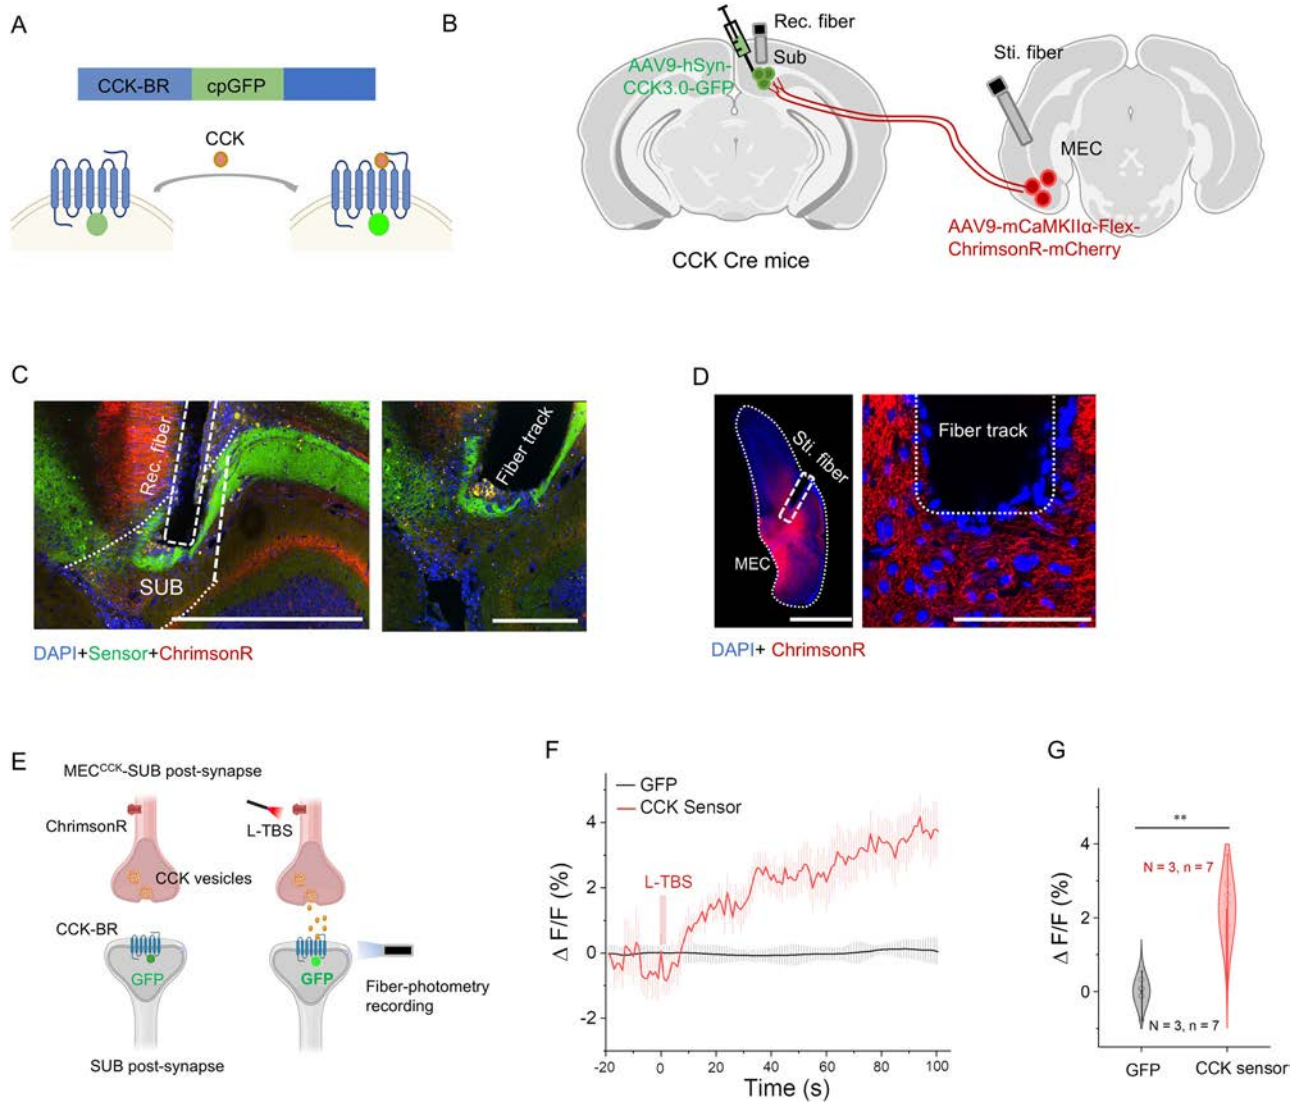 A
CCK-BR cpGFP
CCK
B
Rec. fiber
Sub
AAV9-hSyn-
CCK3.0-GFP
Sti. fiber
MEC
AAV9-mCaMKIIα-Flex-
ChrimsonR-mCherry
CCK Cre mice
C
Rec. fiber
SUB
Fiber track
DAPI+Sensor+ChrimsonR
D
Sti. fiber
MEC
Fiber track
DAPI+ ChrimsonR
E
MECCCK-SUB post-synapse
ChrimsonR
L-TBS
CCK vesicles
CCK-BR
GFP
GFP
Fiber-photometry
recording
SUB post-synapse
F
GFP
CCK Sensor
L-TBS
Δ F/F (%)
4
2
0
-2
-20 0 20 40 60 80 100
Time (s)
G
**
N = 3, n = 7
Δ F/F (%)
4
2
0
N = 3, n = 7
GFP CCK sensor